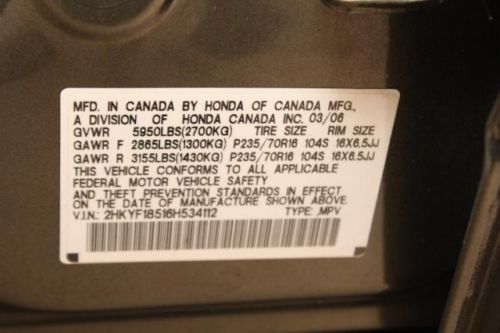 MFD. IN CANADA BY HONDA OF CANADA MFG.,
A DIVISION OF HONDA CANADA INC. 03/06
GVWR 5950LBS(2700KG) TIRE SIZE RIM SIZE
GAWR F 2865LBS(1300KG) P235/70R16 104S 16X6.5JJ
GAWR R 3155LBS(1430KG) P235/70R16 104S 16X6.5JJ
THIS VEHICLE CONFORMS TO ALL APPLICABLE
FEDERAL MOTOR VEHICLE SAFETY
AND THEFT PREVENTION STANDARDS IN EFFECT
ON THE DATE OF MANUFACTURE SHOWN ABOVE.
V.I.N.: 2HKYF18516H534112 TYPE: .MPV